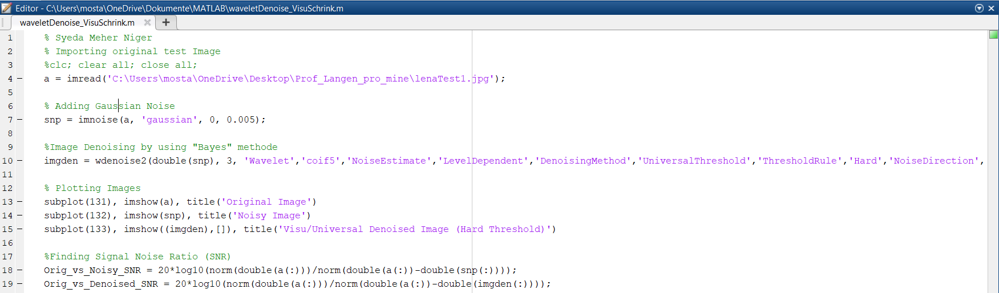 Editor - C:\Users\mosta\OneDrive\Dokumente\MATLAB\waveletDenoise_VisuSchrink.m
waveletDenoise_VisuSchrink.m
1 % Syeda Meher Niger
2 % Importing original test Image
3 %clc; clear all; close all;
4 - a = imread('C:\Users\mosta\OneDrive\Desktop\Prof_Langen_pro_mine\lenaTest1.jpg');
5
6 % Adding Gaussian Noise
7 - snp = imnoise(a, 'gaussian', 0, 0.005);
8
9 %Image Denoising by using "Bayes" methode
10 - imgden = wdenoise2(double(snp), 3, 'Wavelet','coif5','NoiseEstimate','LevelDependent','DenoisingMethod','UniversalThreshold','ThresholdRule','Hard','NoiseDirection',
11
12 % Plotting Images
13 - subplot(131), imshow(a), title('Original Image')
14 - subplot(132), imshow(snp), title('Noisy Image')
15 - subplot(133), imshow((imgden),[]), title('Visu/Universal Denoised Image (Hard Threshold)')
16
17 %Finding Signal Noise Ratio (SNR)
18 - Orig_vs_Noisy_SNR = 20*log10(norm(double(a(:)))/norm(double(a(:))-double(snp(:))));
19 - Orig_vs_Denoised_SNR = 20*log10(norm(double(a(:)))/norm(double(a(:))-double(imgden(:))));